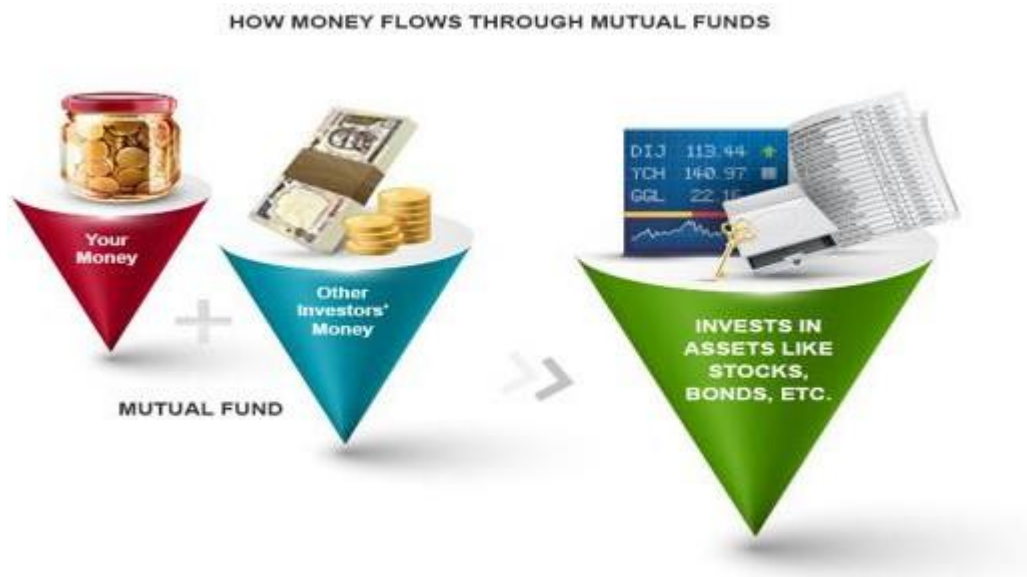 HOW MONEY FLOWS THROUGH MUTUAL FUNDS
Your
Money
Other
Investors'
Money
MUTUAL FUND
DIJ 113.44
YCH 140.97
GGL 22.16
INVESTS IN
ASSETS LIKE
STOCKS,
BONDS, ETC.